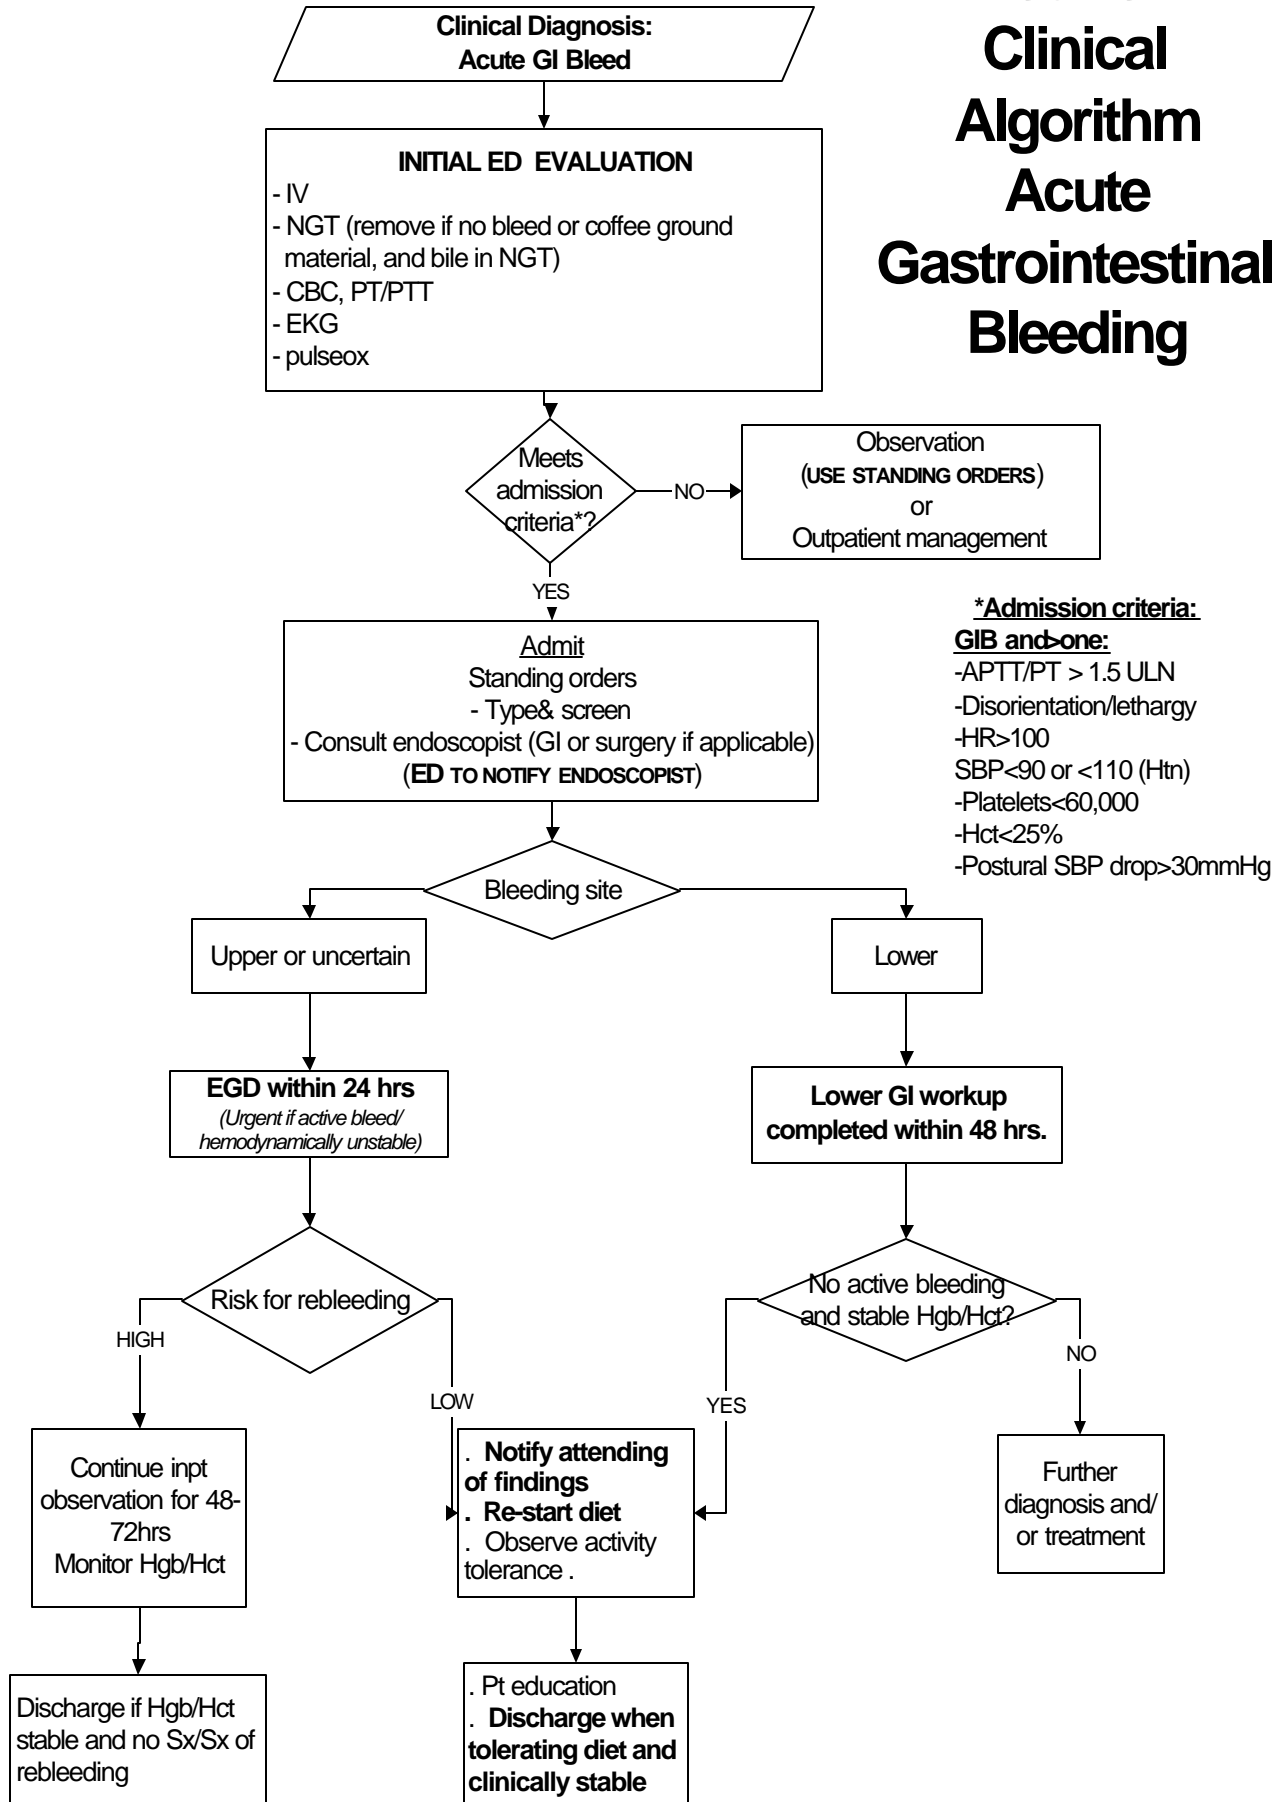 Clinical
Algorithm
Acute
Gastrointestinal
Bleeding
Clinical Diagnosis:
Acute GI Bleed
INITIAL ED EVALUATION
- IV
- NGT (remove if no bleed or coffee ground
material, and bile in NGT)
- CBC, PT/PTT
- EKG
- pulseox
Meets
admission
criteria*?
NO
Observation
(USE STANDING ORDERS)
or
Outpatient management
YES
*Admission criteria:
GIB and>one:
-APTT/PT > 1.5 ULN
-Disorientation/lethargy
-HR>100
SBP<90 or <110 (Htn)
-Platelets<60,000
-Hct<25%
-Postural SBP drop>30mmHg
Admit
Standing orders
- Type& screen
- Consult endoscopist (GI or surgery if applicable)
(ED TO NOTIFY ENDOSCOPIST)
Bleeding site
Upper or uncertain
Lower
EGD within 24 hrs
(Urgent if active bleed/
hemodynamically unstable)
Lower GI workup
completed within 48 hrs.
Risk for rebleeding
No active bleeding
and stable Hgb/Hct?
HIGH
LOW
YES
NO
Continue inpt
observation for 48-
72hrs
Monitor Hgb/Hct
. Notify attending
of findings
. Re-start diet
. Observe activity
tolerance .
Further
diagnosis and/
or treatment
Discharge if Hgb/Hct
stable and no Sx/Sx of
rebleeding
. Pt education
. Discharge when
tolerating diet and
clinically stable